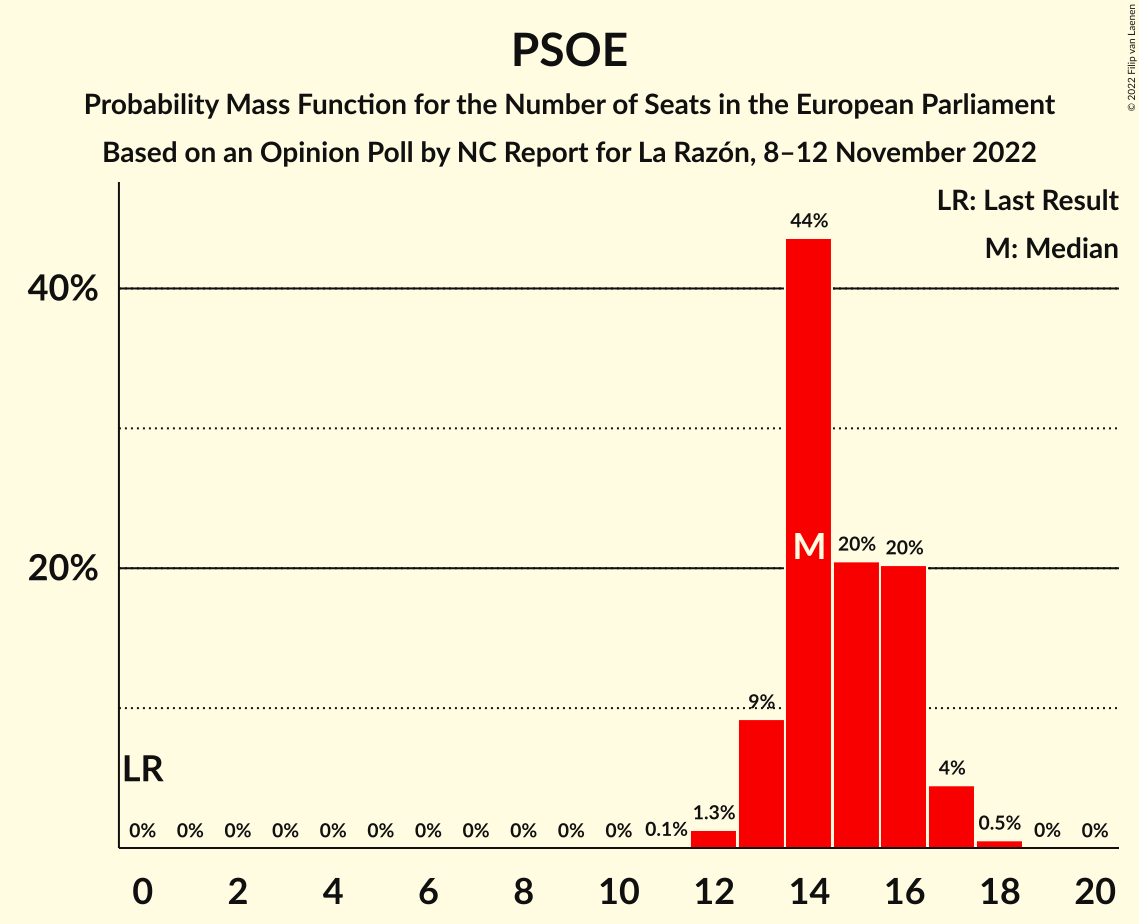 PSOE
Probability Mass Function for the Number of Seats in the European Parliament
Based on an Opinion Poll by NC Report for La Razón, 8–12 November 2022
© 2022 Filip van Laenen
LR: Last Result
M: Median
40%
20%
44%
M
20%
20%
9%
4%
LR
0%
0%
0%
0%
0%
0%
0%
0%
0%
0%
0%
0.1%
1.3%
0.5%
0%
0%
0 2 4 6 8 10 12 14 16 18 20